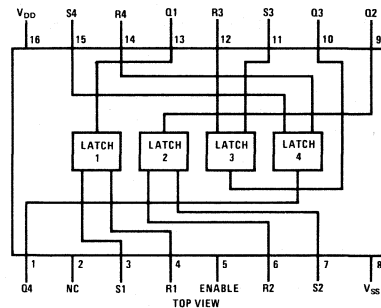 V_DD S4 R4 Q1 R3 S3 Q3 Q2
16 15 14 13 12 11 10 9
LATCH 1
LATCH 2
LATCH 3
LATCH 4
1 2 3 4 5 6 7 8
Q4 NC S1 R1 ENABLE R2 S2 V_SS
TOP VIEW